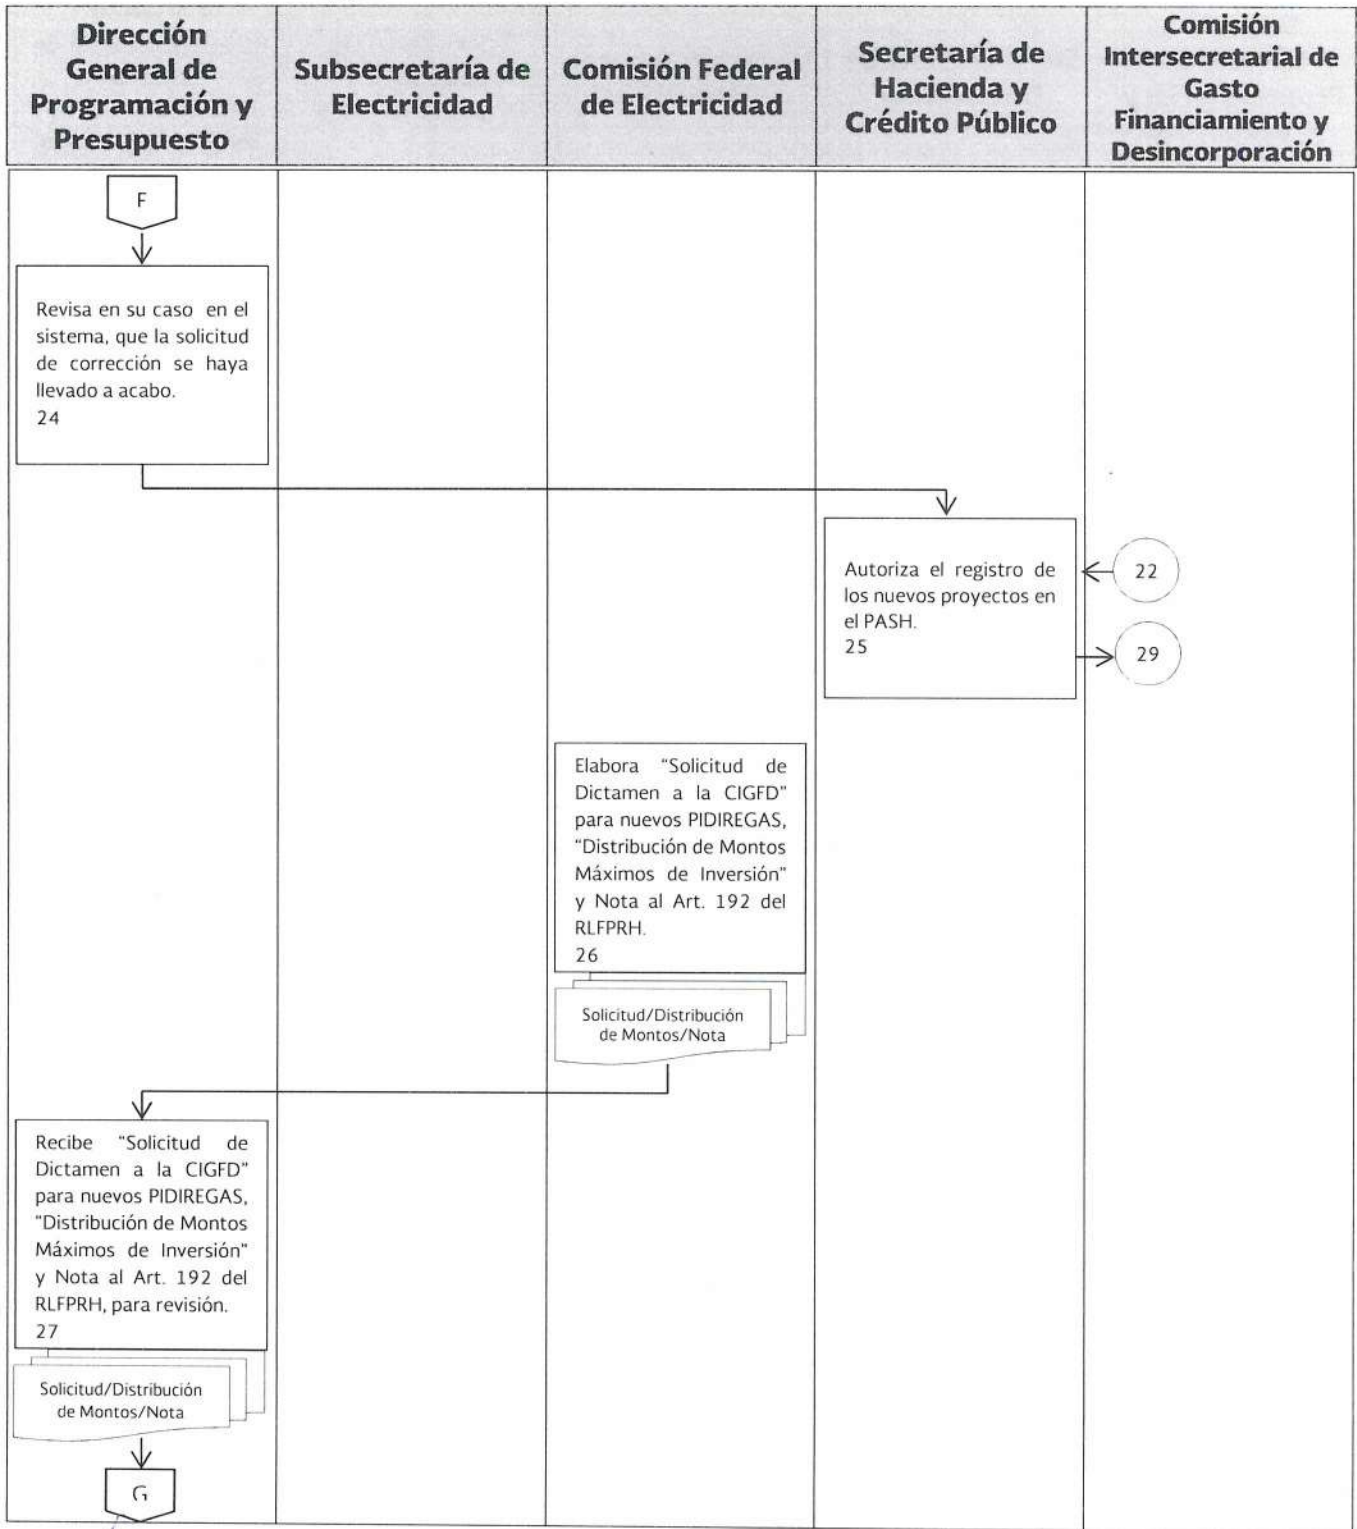 Dirección
General de
Programación y
Presupuesto
Subsecretaría de
Electricidad
Comisión Federal
de Electricidad
Secretaría de
Hacienda y
Crédito Público
Comisión
Intersecretarial de
Gasto
Financiamiento y
Desincorporación
F
Revisa en su caso en el
sistema, que la solicitud
de corrección se haya
llevado a acabo.
24
Autoriza el registro de
los nuevos proyectos en
el PASH.
25
22
29
Elabora "Solicitud de
Dictamen a la CIGFD"
para nuevos PIDIREGAS,
"Distribución de Montos
Máximos de Inversión"
y Nota al Art. 192 del
RLFPRH.
26
Solicitud/Distribución
de Montos/Nota
Recibe "Solicitud de
Dictamen a la CIGFD"
para nuevos PIDIREGAS,
"Distribución de Montos
Máximos de Inversión"
y Nota al Art. 192 del
RLFPRH, para revisión.
27
Solicitud/Distribución
de Montos/Nota
G